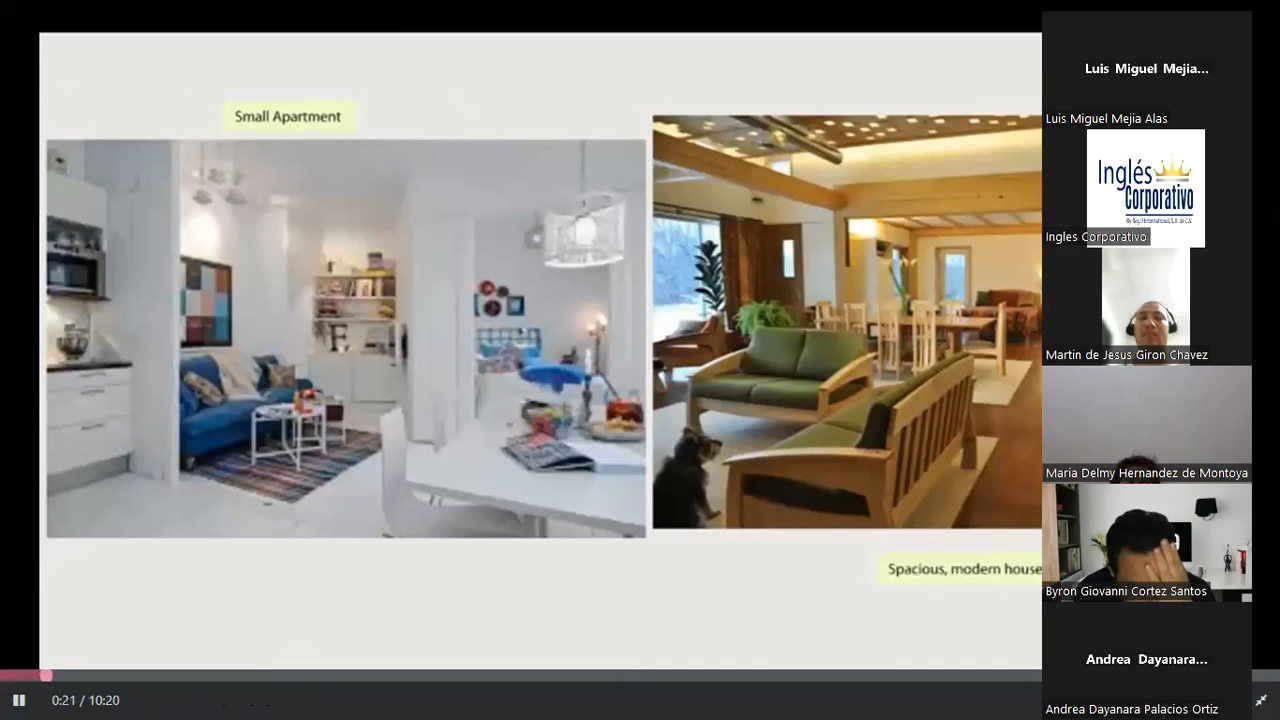 Small Apartment
Spacious, modern house
0:21 / 10:20
Luis Miguel Mejia...
Luis Miguel Mejia Alas
Inglés
Corporativo
Ingles Corporativo
Martin de Jesus Giron Chavez
Maria Delmy Hernandez de Montoya
Byron Giovanni Cortez Santos
Andrea Dayanara...
Andrea Dayanara Palacios Ortiz